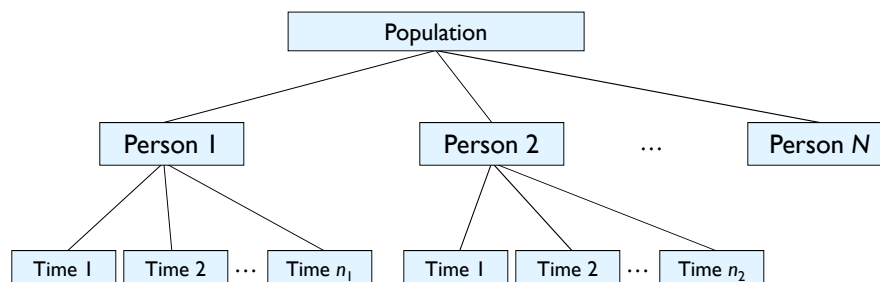 Population
Person 1 Person 2 ... Person N
Time 1 Time 2 ... Time n₁ Time 1 Time 2 ... Time n₂